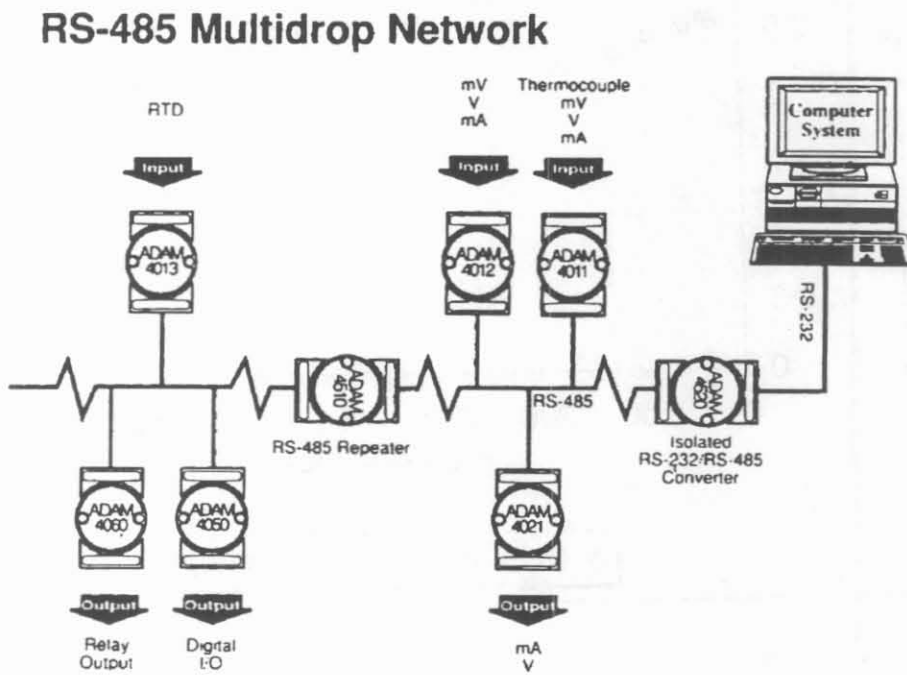 RS-485 Multidrop Network
RTD
Input
ADAM
4013
mV
V
mA
Input
ADAM
4012
Thermocouple
mV
V
mA
Input
ADAM
4011
Computer
System
RS-232
ADAM
4510
RS-485 Repeater
RS-485
ADAM
4520
Isolated
RS-232/RS-485
Converter
ADAM
4060
Output
Relay
Output
ADAM
4050
Output
Digital
I/O
ADAM
4021
Output
mA
V